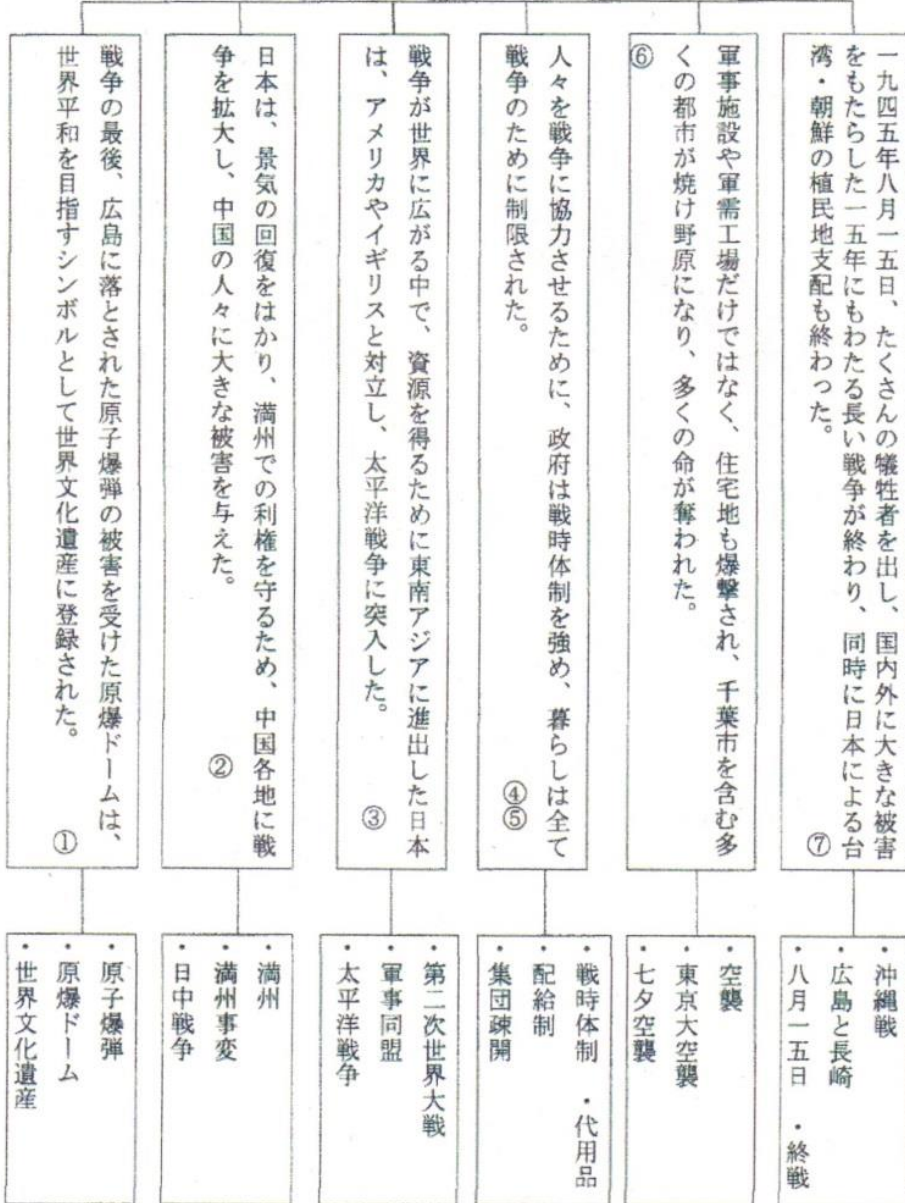 一九四五年八月一五日、たくさんの犠牲者を出し、国内外に大きな被害
をもたらした一五年にもわたる長い戦争が終わり、同時に日本による台
湾・朝鮮の植民地支配も終わった。
⑦
軍事施設や軍需工場だけではなく、住宅地も爆撃され、千葉市を含む多
くの都市が焼け野原になり、多くの命が奪われた。
⑥
人々を戦争に協力させるために、政府は戦時体制を強め、暮らしは全て
戦争のために制限された。
④⑤
戦争が世界に広がる中で、資源を得るために東南アジアに進出した日本
は、アメリカやイギリスと対立し、太平洋戦争に突入した。
③
日本は、景気の回復をはかり、満州での利権を守るため、中国各地に戦
争を拡大し、中国の人々に大きな被害を与えた。
②
戦争の最後、広島に落とされた原子爆弾の被害を受けた原爆ドームは、
世界平和を目指すシンボルとして世界文化遺産に登録された。
①
・沖縄戦
・広島と長崎
・八月一五日 ・終戦
・空襲
・東京大空襲
・七夕空襲
・戦時体制 ・代用品
・配給制
・集団疎開
・第二次世界大戦
・軍事同盟
・太平洋戦争
・満州
・満州事変
・日中戦争
・原子爆弾
・原爆ドーム
・世界文化遺産